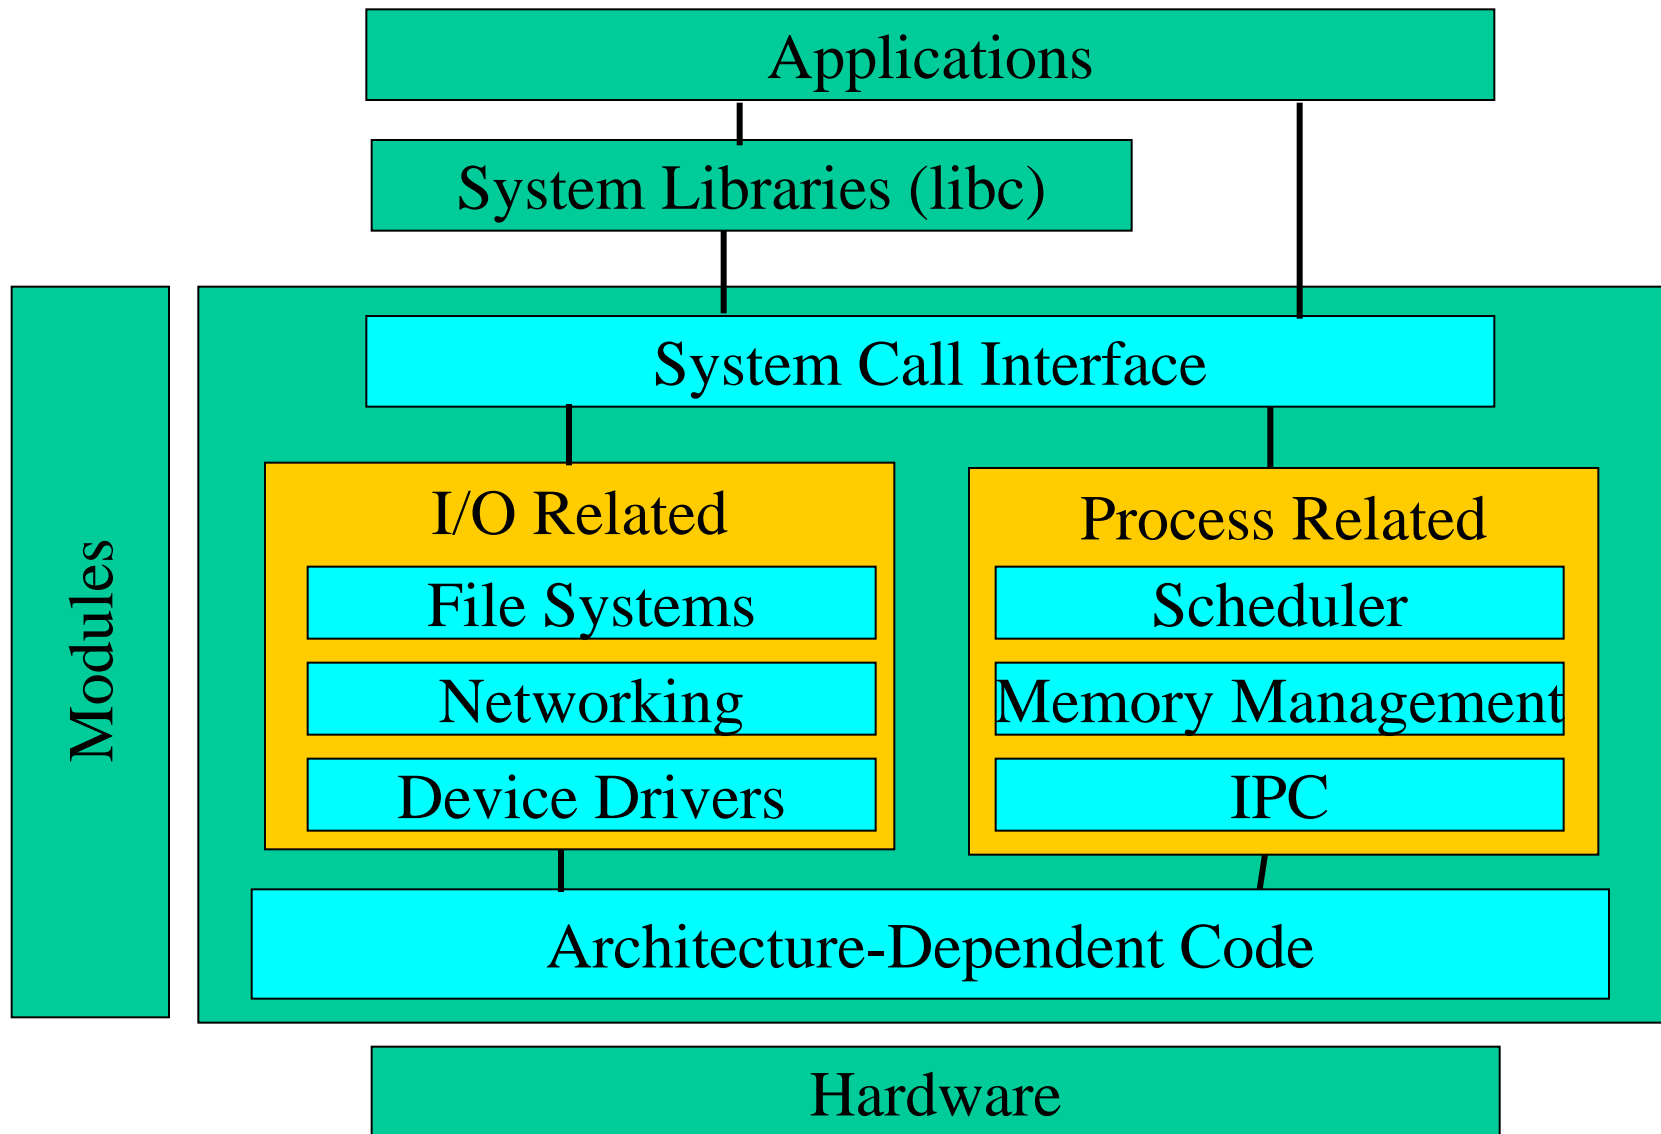 Applications
System Libraries (libc)
System Call Interface
Modules
I/O Related
File Systems
Networking
Device Drivers
Process Related
Scheduler
Memory Management
IPC
Architecture-Dependent Code
Hardware